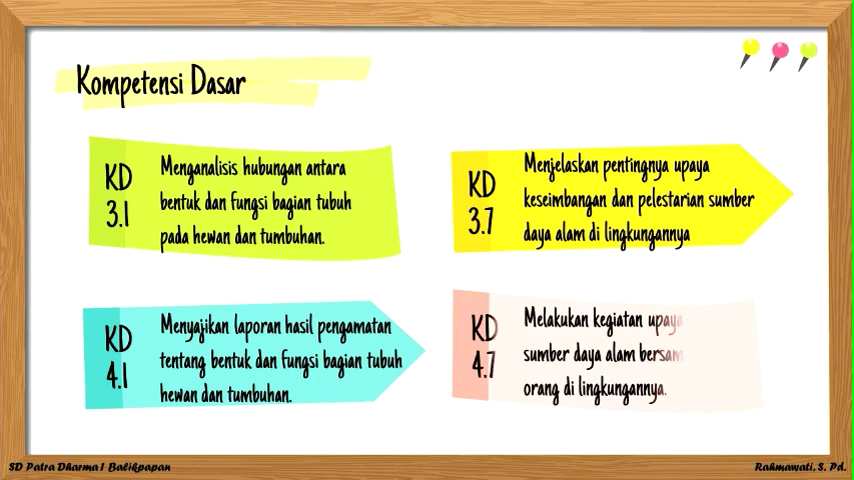 Kompetensi Dasar
KD
3.1
Menganalisis hubungan antara
bentuk dan fungsi bagian tubuh
pada hewan dan tumbuhan.
KD
3.7
Menjelaskan pentingnya upaya
keseimbangan dan pelestarian sumber
daya alam di lingkungannya
KD
4.1
Menyajikan laporan hasil pengamatan
tentang bentuk dan fungsi bagian tubuh
hewan dan tumbuhan.
KD
4.7
Melakukan kegiatan upaya
sumber daya alam bersam
orang di lingkungannya.
SD Patra Dharma 1 Balikpapan
Rahmawati, S. Pd.